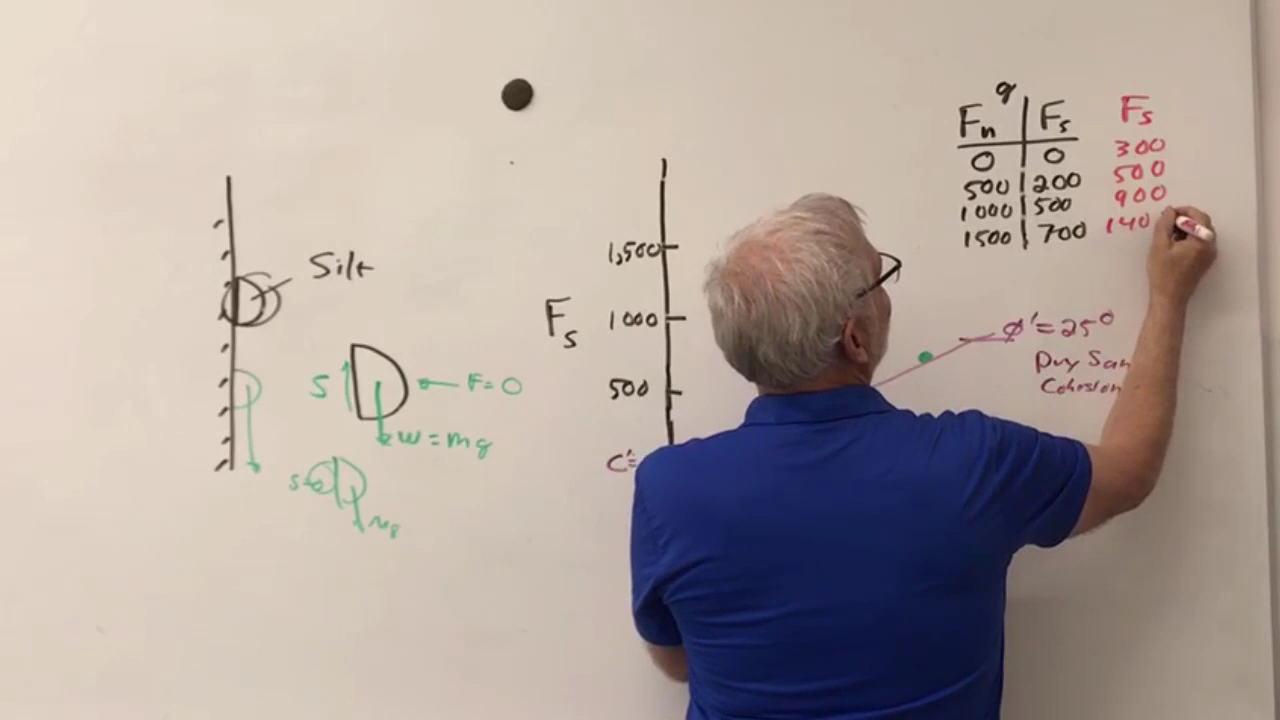 Silt
S
F=0
W=mg
S
mg
Fs
1,500
1000
500
C'=
Fn g | Fs Fs
0 | 0 300
500 | 200 500
1000 | 500 900
1500 | 700 140
ø'=25°
Dry San
Cohesion